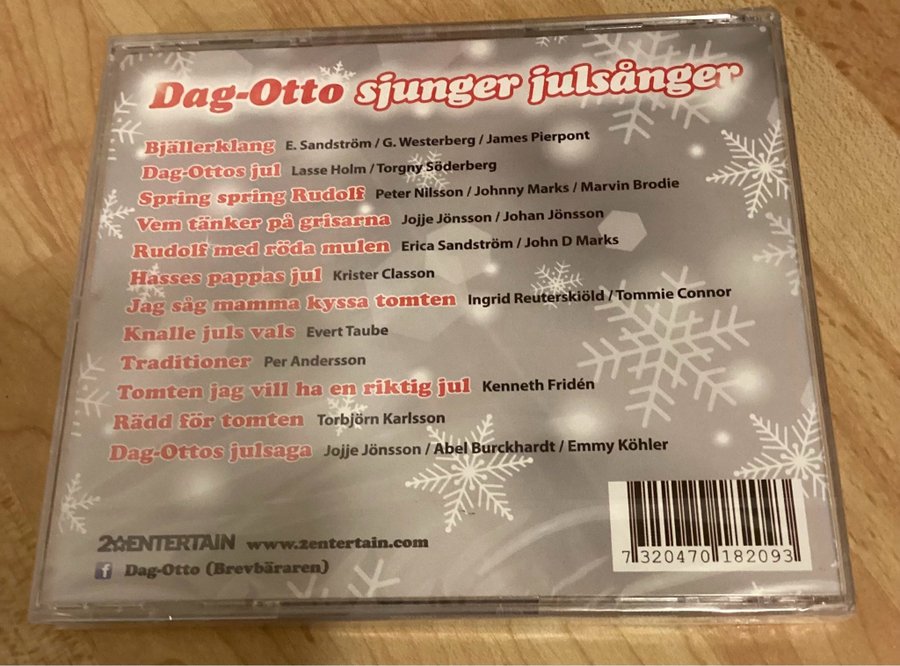 Dag-Otto sjunger julsånger
Bjällerklang E. Sandström / G. Westerberg / James Pierpont
Dag-Ottos jul Lasse Holm / Torgny Söderberg
Spring spring Rudolf Peter Nilsson / Johnny Marks / Marvin Brodie
Vem tänker på grisarna Jojje Jönsson / Johan Jönsson
Rudolf med röda mulen Erica Sandström / John D Marks
Hasses pappas jul Krister Classon
Jag såg mamma kyssa tomten Ingrid Reuterskiöld / Tommie Connor
Knalle juls vals Evert Taube
Traditioner Per Andersson
Tomten jag vill ha en riktig jul Kenneth Fridén
Rädd för tomten Torbjörn Karlsson
Dag-Ottos julsaga Jojje Jönsson / Abel Burckhardt / Emmy Köhler
2☆ENTERTAIN www.2entertain.com
f Dag-Otto (Brevbäraren)
7 320470 182093